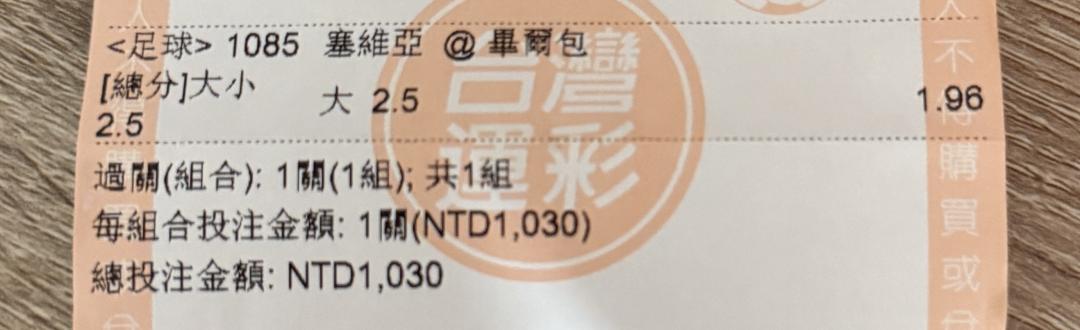 <足球> 1085 塞維亞 @ 畢爾包
[總分]大小
2.5 大 2.5 1.96
過關(組合): 1關(1組); 共1組
每組合投注金額: 1關(NTD1,030)
總投注金額: NTD1,030
台灣
運彩
人
不
得
購
買
或